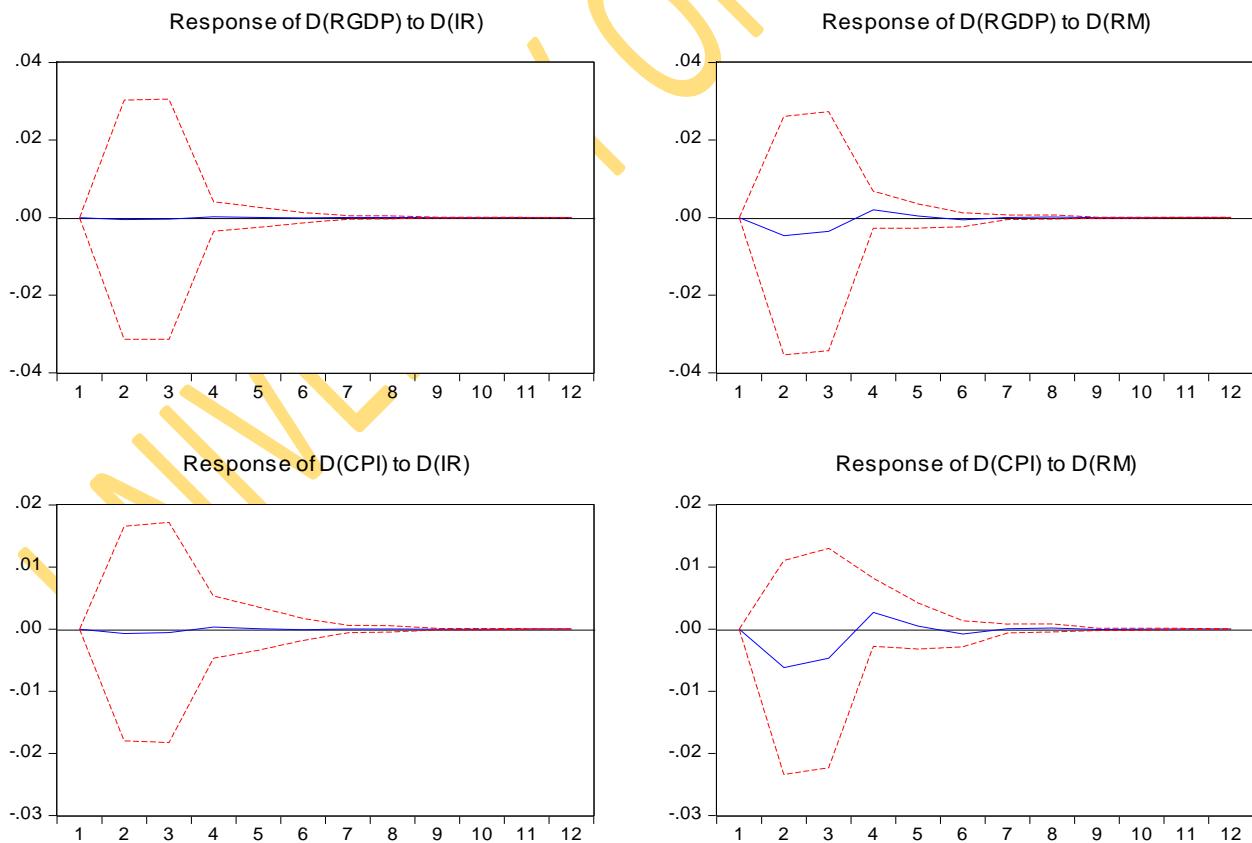 Response of D(RGDP) to D(IR)
.04
.02
.00
-.02
-.04
1 2 3 4 5 6 7 8 9 10 11 12
Response of D(RGDP) to D(RM)
.04
.02
.00
-.02
-.04
1 2 3 4 5 6 7 8 9 10 11 12
Response of D(CPI) to D(IR)
.02
.01
.00
-.01
-.02
-.03
1 2 3 4 5 6 7 8 9 10 11 12
Response of D(CPI) to D(RM)
.02
.01
.00
-.01
-.02
-.03
1 2 3 4 5 6 7 8 9 10 11 12